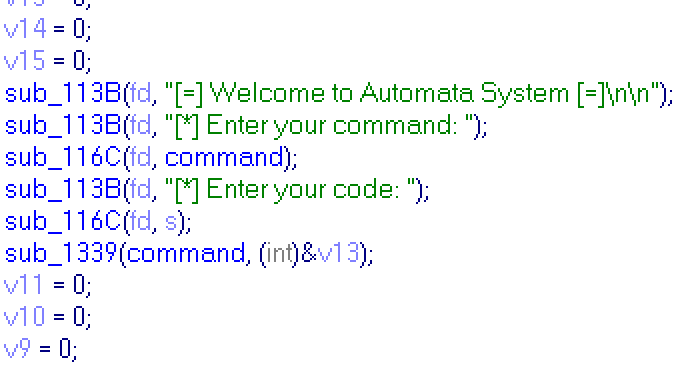 v14 = 0;
v15 = 0;
sub_113B(fd, "[=] Welcome to Automata System [=]\n\n");
sub_113B(fd, "[*] Enter your command: ");
sub_116C(fd, command);
sub_113B(fd, "[*] Enter your code: ");
sub_116C(fd, s);
sub_1339(command, (int)&v13);
v11 = 0;
v10 = 0;
v9 = 0;